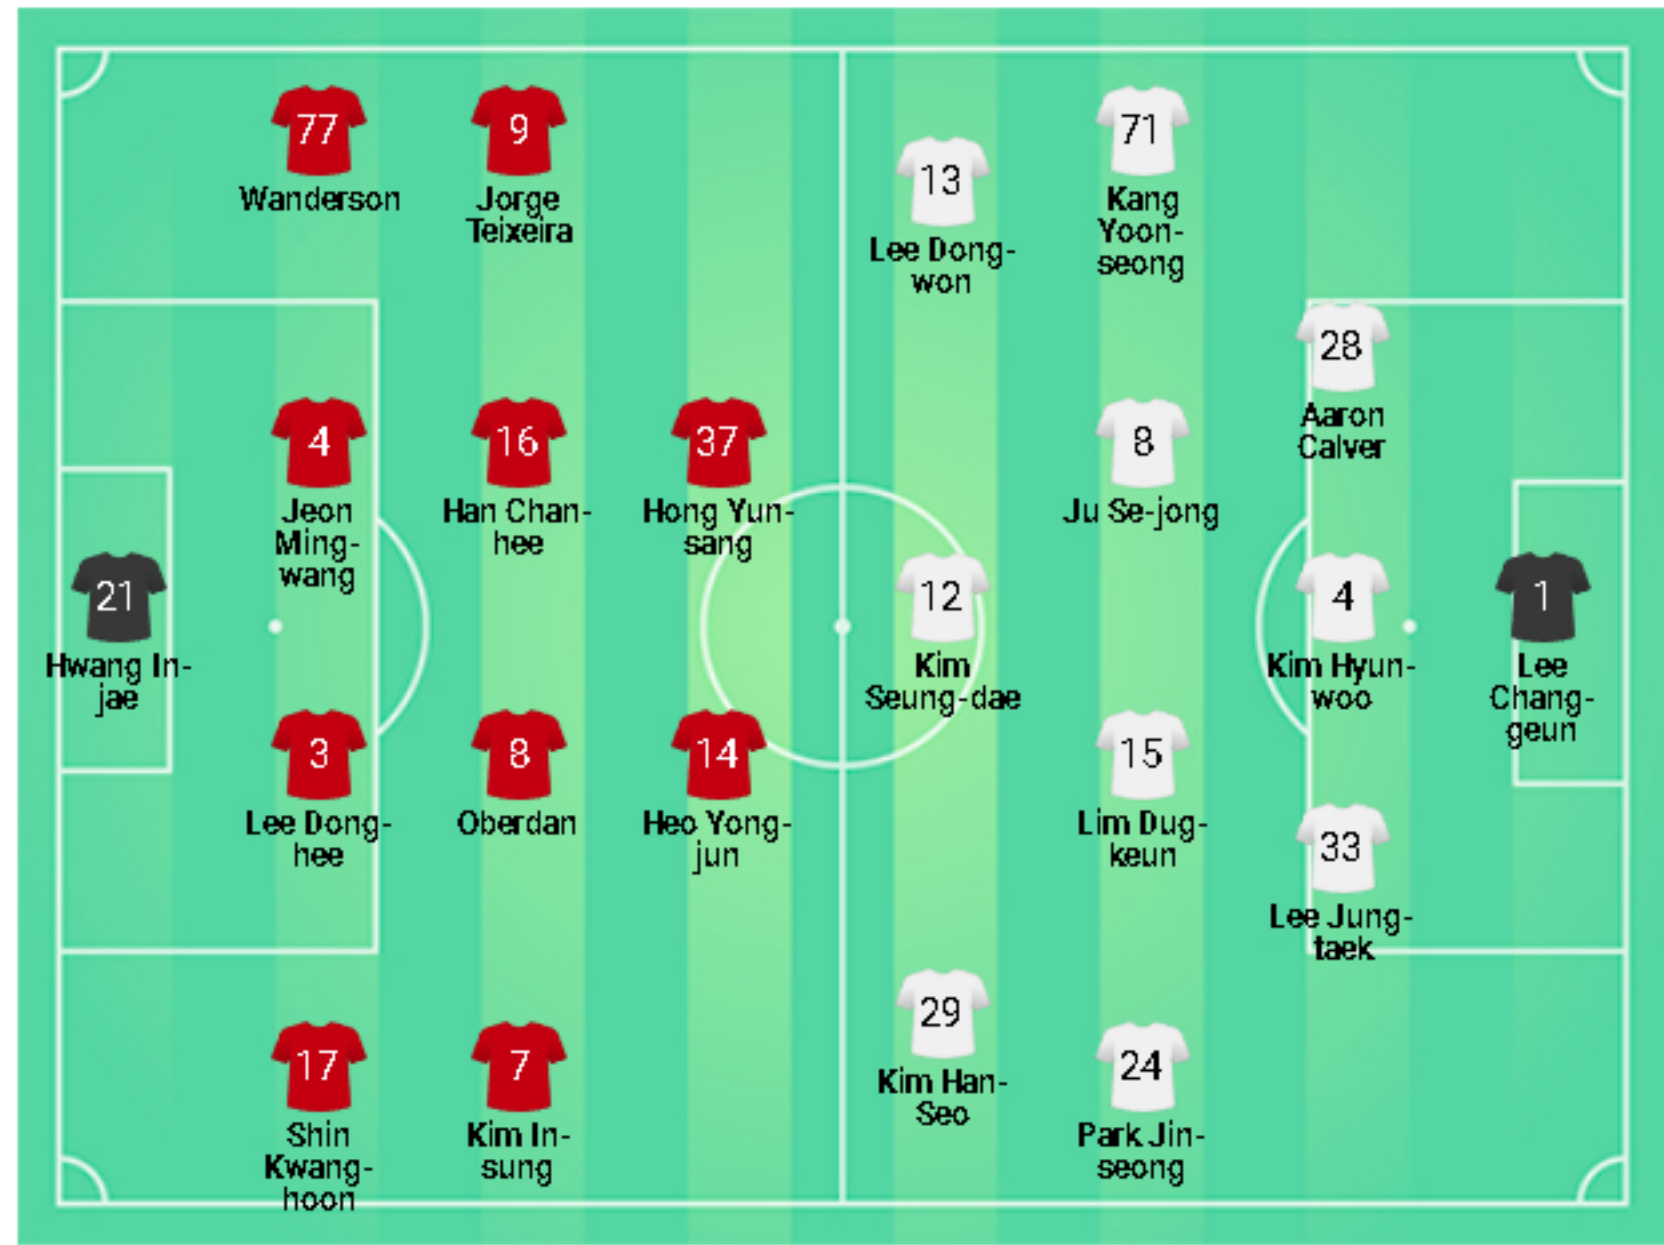 77
Wanderson
9
Jorge
Teixeira
13
Lee Dong-
won
71
Kang
Yoon-
seong
28
Aaron
Calver
4
Jeon
Ming-
wang
16
Han Chan-
hee
37
Hong Yun-
sang
8
Ju Se-jong
21
Hwang In-
jae
12
Kim
Seung-dae
4
Kim Hyun-
woo
1
Lee
Chang-
geun
3
Lee Dong-
hee
8
Oberdan
14
Heo Yong-
jun
15
Lim Dug-
keun
33
Lee Jung-
taek
29
Kim Han-
Seo
17
Shin
Kwang-
hoon
7
Kim In-
sung
24
Park Jin-
seong